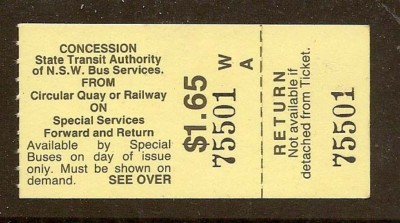 CONCESSION
State Transit Authority
of N.S.W. Bus Services.
FROM
Circular Quay or Railway
ON
Special Services
Forward and Return
Available by Special
Buses on day of issue
only. Must be shown on
demand. SEE OVER
$1.65
75501
W
A
RETURN
Not available if
detached from Ticket.
75501